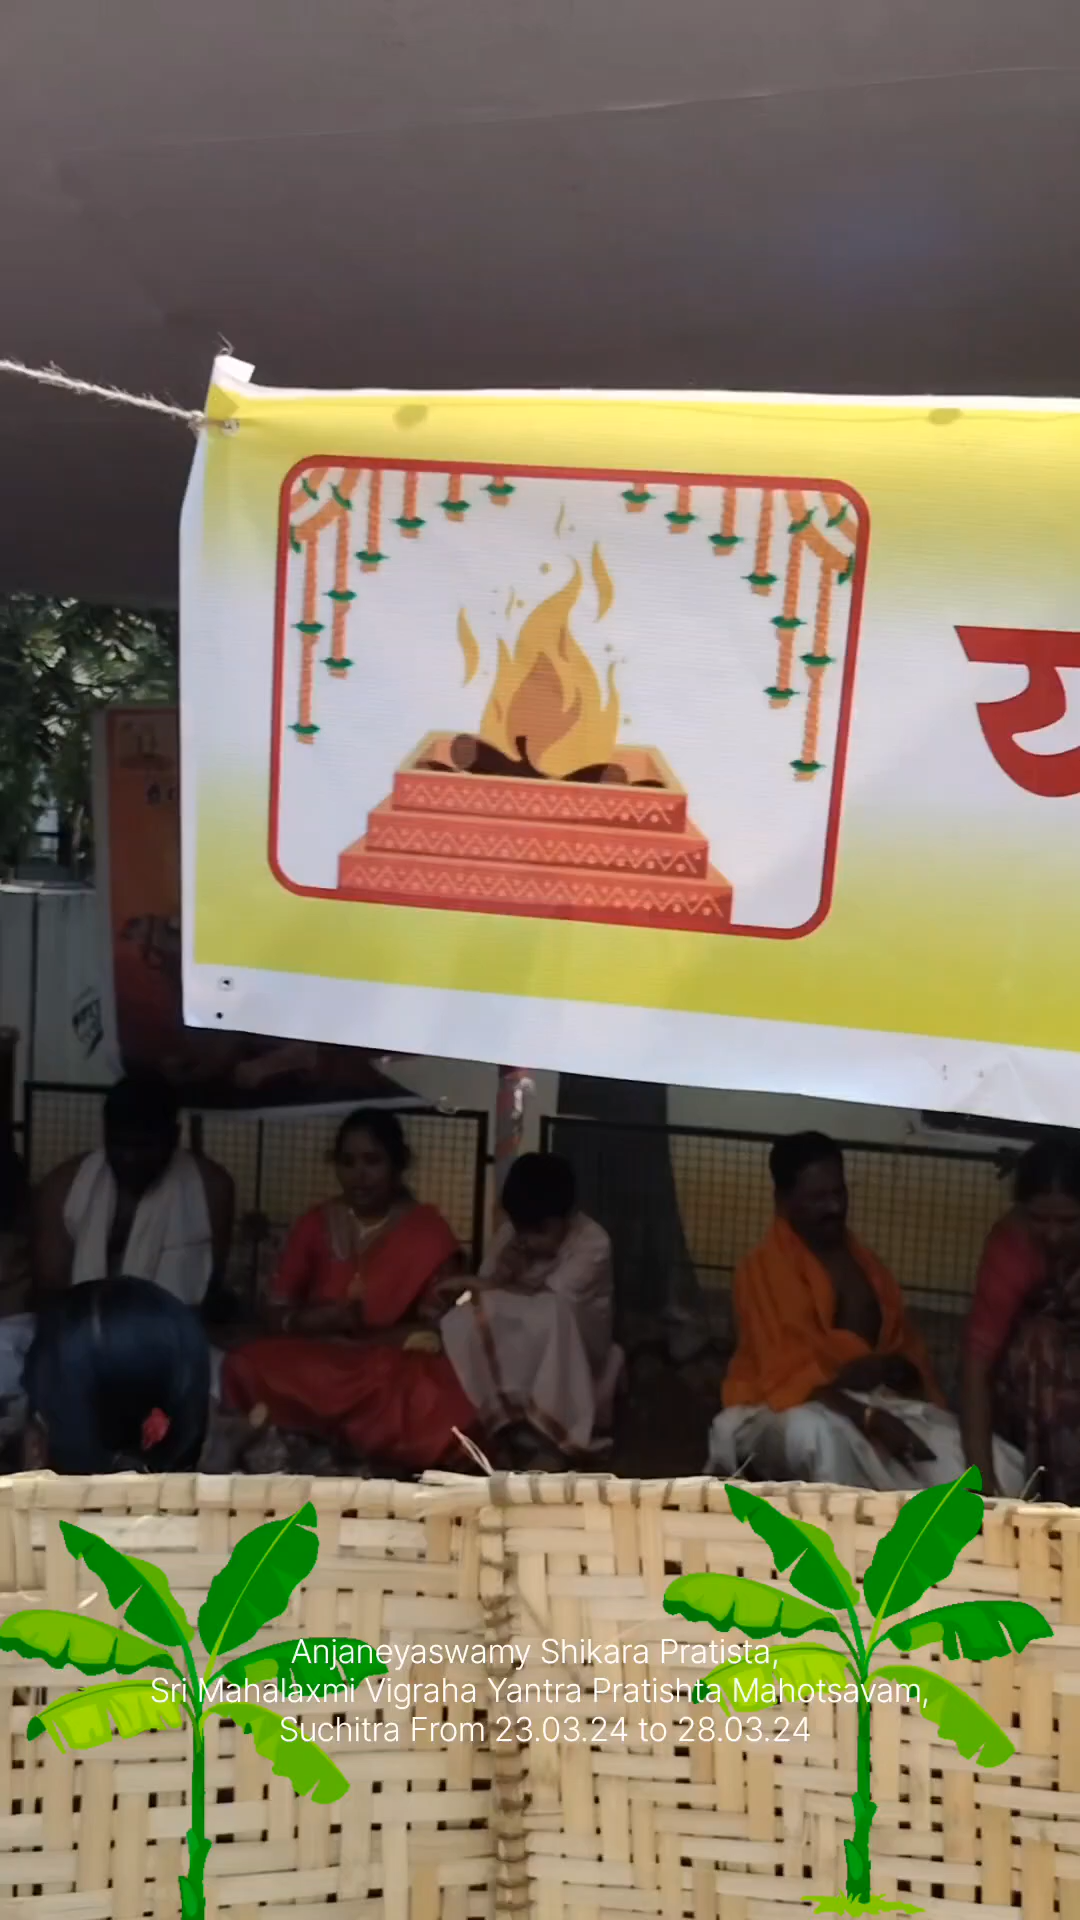 य
Anjaneyaswamy Shikara Pratista,
Sri Mahalaxmi Vigraha Yantra Pratishta Mahotsavam,
Suchitra From 23.03.24 to 28.03.24